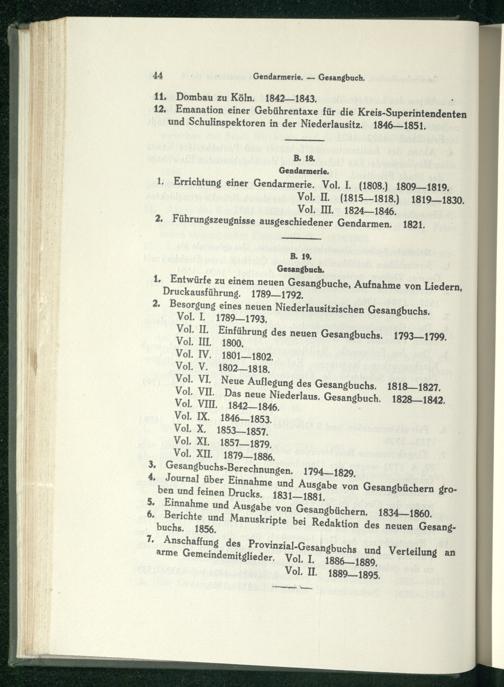 44
Gendarmerie. — Gesangbuch.
11. Dombau zu Köln. 1842—1843.
12. Emanation einer Gebührentaxe für die Kreis-Superintendenten
und Schulinspektoren in der Niederlausitz. 1846—1851.
B. 18.
Gendarmerie.
1. Errichtung einer Gendarmerie. Vol. I. (1808.) 1809—1819.
Vol. II. (1815—1818.) 1819—1830.
Vol. III. 1824—1846.
2. Führungszeugnisse ausgeschiedener Gendarmen. 1821.
B. 19.
Gesangbuch.
1. Entwürfe zu einem neuen Gesangbuche, Aufnahme von Liedern,
Druckausführung. 1789—1792.
2. Besorgung eines neuen Niederlausitzischen Gesangbuchs.
Vol. I. 1789—1793.
Vol. II. Einführung des neuen Gesangbuchs. 1793—1799.
Vol. III. 1800.
Vol. IV. 1801—1802.
Vol. V. 1802—1818.
Vol. VI. Neue Auflegung des Gesangbuchs. 1818—1827.
Vol. VII. Das neue Niederlaus. Gesangbuch. 1828—1842.
Vol. VIII. 1842—1846.
Vol. IX. 1846—1853.
Vol. X. 1853—1857.
Vol. XI. 1857—1879.
Vol. XII. 1879—1886.
3. Gesangbuchs-Berechnungen. 1794—1829.
4. Journal über Einnahme und Ausgabe von Gesangbüchern gro-
ben und feinen Drucks. 1831—1881.
5. Einnahme und Ausgabe von Gesangbüchern. 1834—1860.
6. Berichte und Manuskripte bei Redaktion des neuen Gesang-
buchs. 1856.
7. Anschaffung des Provinzial-Gesangbuchs und Verteilung an
arme Gemeindemitglieder. Vol. I. 1886—1889.
Vol. II. 1889—1895.